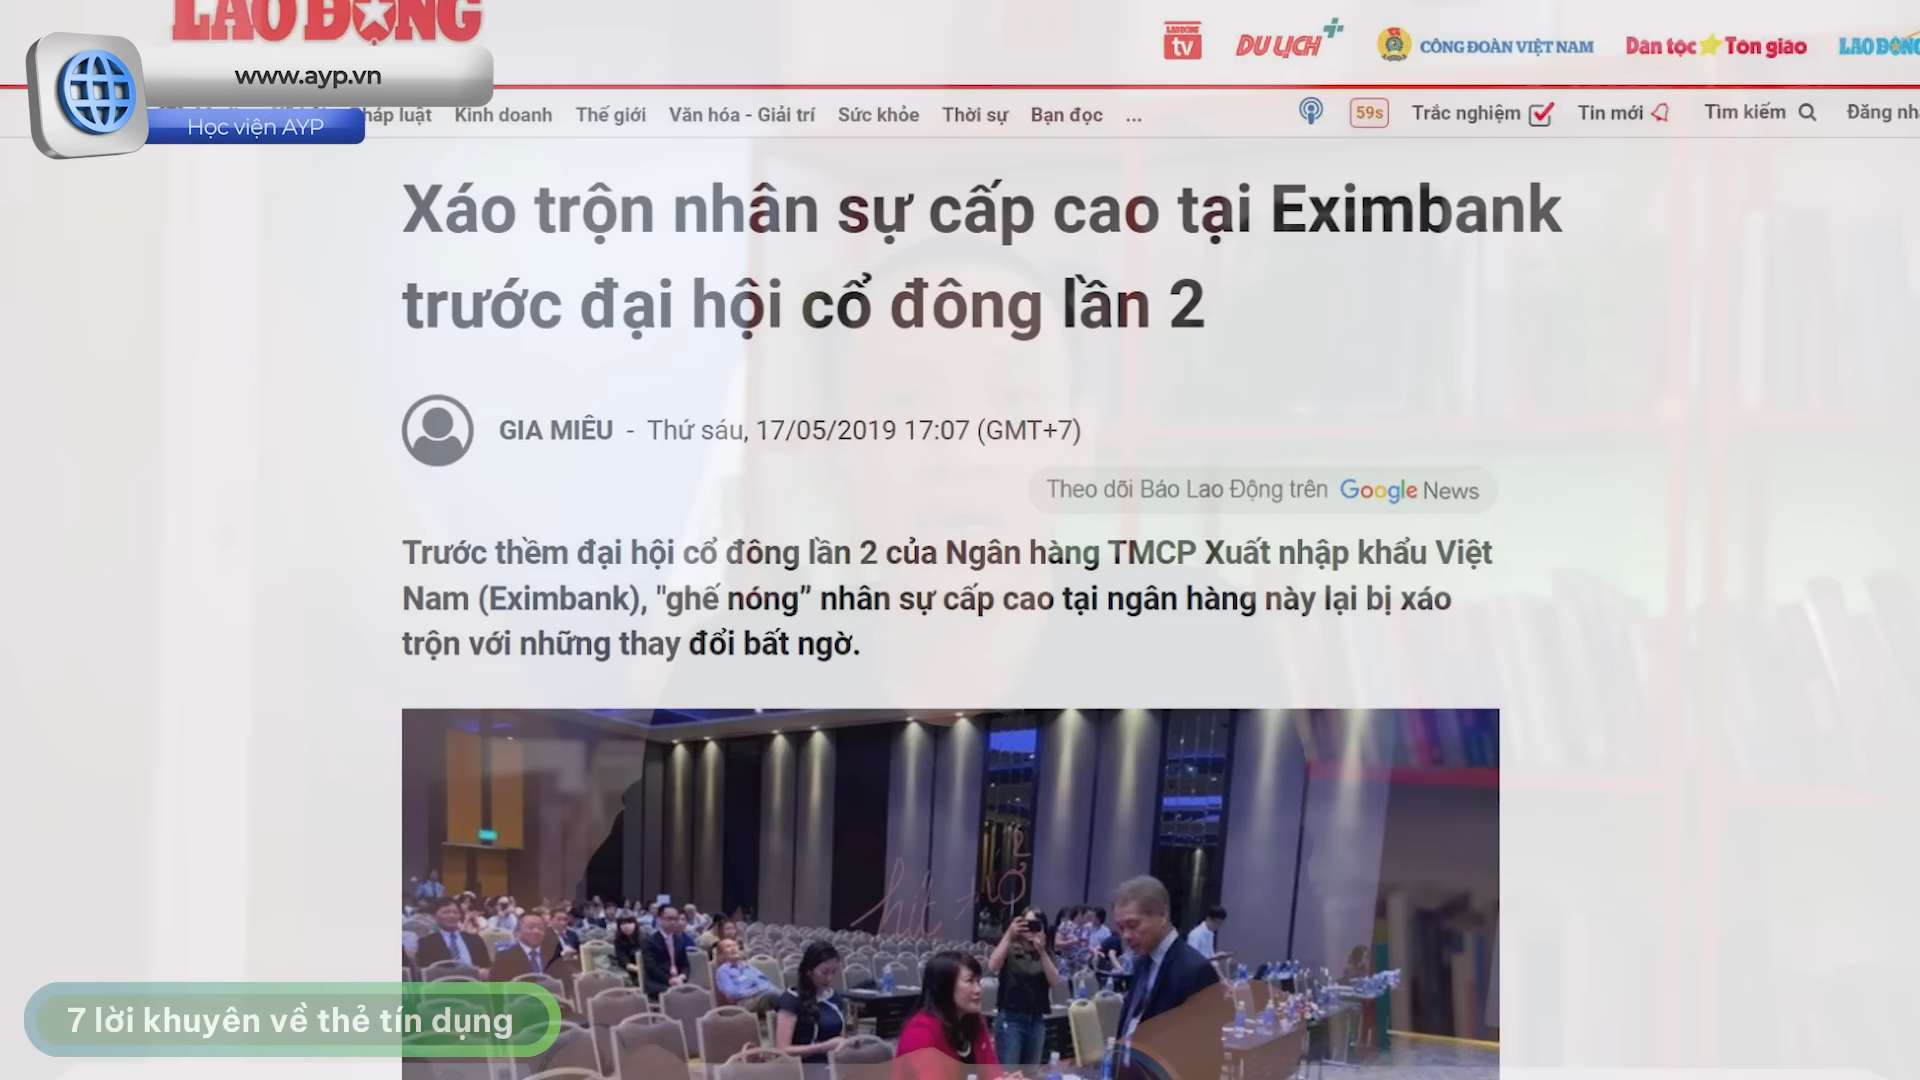 LAO ĐỘNG
www.ayp.vn
Học viện AYP
LAO ĐỘNG tv
DU LỊCH+
CÔNG ĐOÀN VIỆT NAM
Dân tộc Tôn giáo
Kinh doanh Thế giới Văn hóa - Giải trí Sức khỏe Thời sự Bạn đọc ...
59s Trắc nghiệm Tin mới Tìm kiếm
Xáo trộn nhân sự cấp cao tại Eximbank
trước đại hội cổ đông lần 2
GIA MIÊU - Thứ sáu, 17/05/2019 17:07 (GMT+7)
Theo dõi Báo Lao Động trên Google News
Trước thềm đại hội cổ đông lần 2 của Ngân hàng TMCP Xuất nhập khẩu Việt
Nam (Eximbank), "ghế nóng” nhân sự cấp cao tại ngân hàng này lại bị xáo
trộn với những thay đổi bất ngờ.
7 lời khuyên về thẻ tín dụng